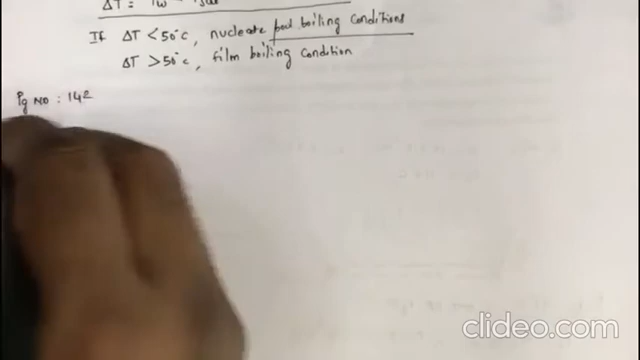 ΔT = Tw - Tsat
If ΔT < 50°c, nucleate pool boiling conditions
ΔT > 50°c, film boiling condition
Pg NO : 142
clideo.com